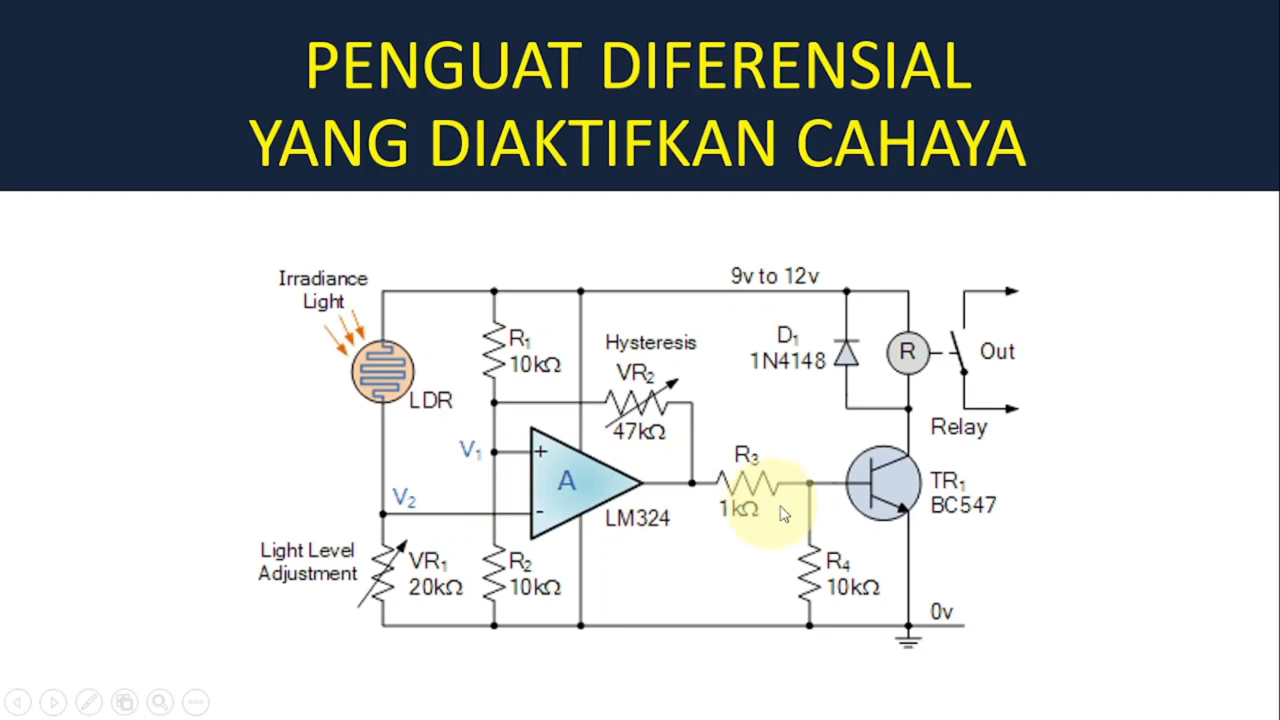 PENGUAT DIFERENSIAL
YANG DIAKTIFKAN CAHAYA
Irradiance
Light
9v to 12v
R₁
10kΩ
Hysteresis
VR₂
47kΩ
D₁
1N4148
R
Out
LDR
Relay
V₁
+
A
-
LM324
V₂
R₃
1kΩ
TR₁
BC547
Light Level
Adjustment
VR₁
20kΩ
R₂
10kΩ
R₄
10kΩ
0v